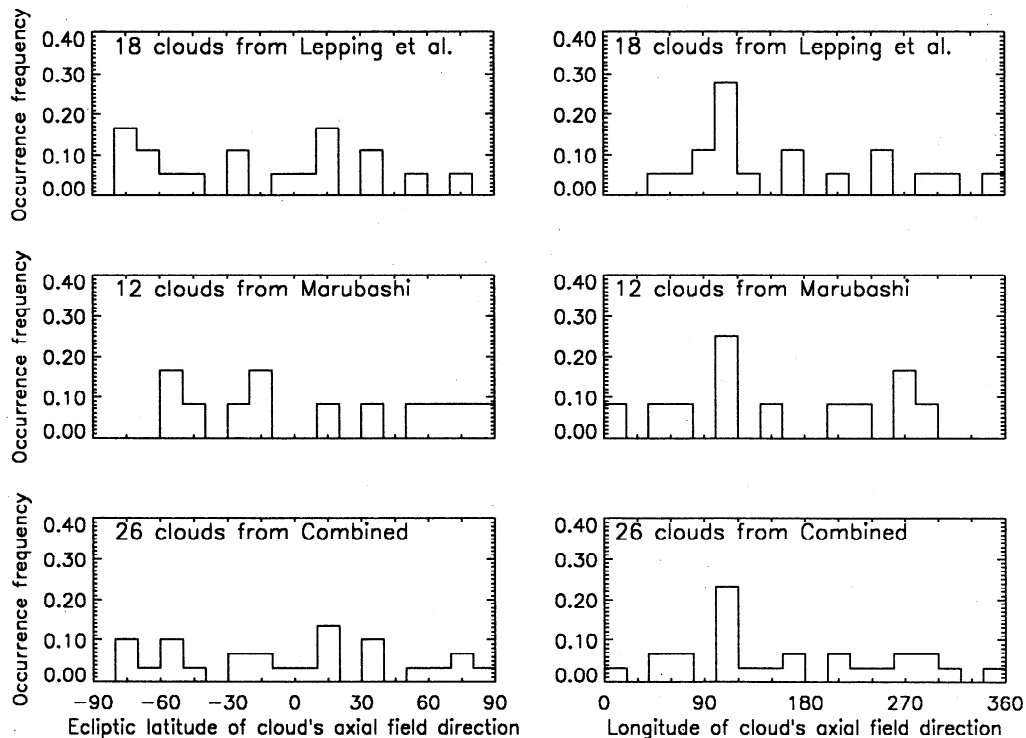 Occurrence frequency
0.40
0.30
0.20
0.10
0.00
18 clouds from Lepping et al.
0.40
0.30
0.20
0.10
0.00
18 clouds from Lepping et al.
Occurrence frequency
0.40
0.30
0.20
0.10
0.00
12 clouds from Marubashi
0.40
0.30
0.20
0.10
0.00
12 clouds from Marubashi
Occurrence frequency
0.40
0.30
0.20
0.10
0.00
26 clouds from Combined
−90 −60 −30 0 30 60 90
Ecliptic latitude of cloud's axial field direction
0.40
0.30
0.20
0.10
0.00
26 clouds from Combined
0 90 180 270 360
Longitude of cloud's axial field direction